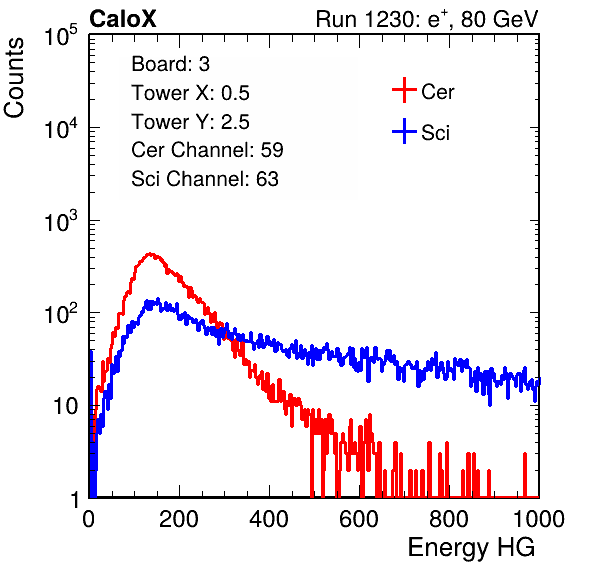 CaloX Run 1230: e⁺, 80 GeV
Counts
10⁵
10⁴
10³
10²
10
1
Board: 3
Tower X: 0.5
Tower Y: 2.5
Cer Channel: 59
Sci Channel: 63
Cer
Sci
0 200 400 600 800 1000
Energy HG